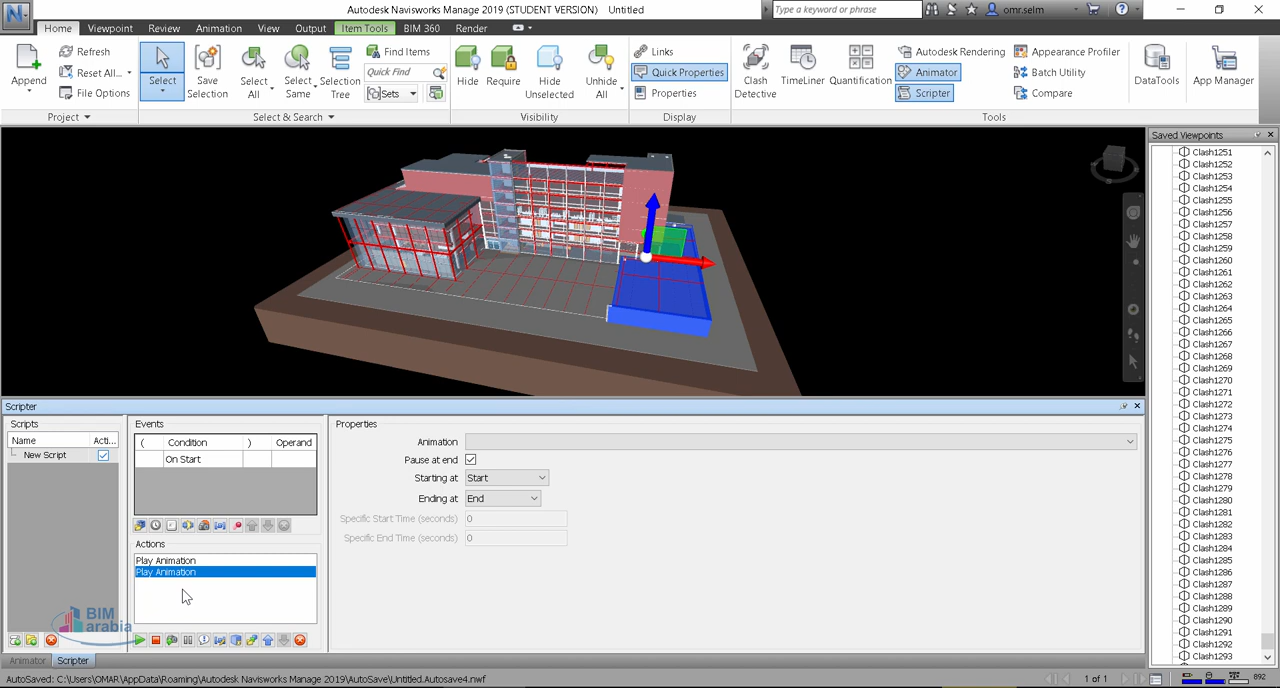 Autodesk Navisworks Manage 2019 (STUDENT VERSION) Untitled
Type a keyword or phrase
omr.selm
Home Viewpoint Review Animation View Output Item Tools BIM 360 Render
Append
Refresh
Reset All...
File Options
Project
Select
Save Selection
Select All
Select Same
Selection Tree
Find Items
Quick Find
Sets
Select & Search
Hide
Require
Hide Unselected
Unhide All
Visibility
Links
Quick Properties
Properties
Display
Clash Detective
TimeLiner
Quantification
Autodesk Rendering
Animator
Scripter
Appearance Profiler
Batch Utility
Compare
Tools
DataTools
App Manager
Saved Viewpoints
Clash1251
Clash1252
Clash1253
Clash1254
Clash1255
Clash1256
Clash1257
Clash1258
Clash1259
Clash1260
Clash1261
Clash1262
Clash1263
Clash1264
Clash1265
Clash1266
Clash1267
Clash1268
Clash1269
Clash1270
Clash1271
Clash1272
Clash1273
Clash1274
Clash1275
Clash1276
Clash1277
Clash1278
Clash1279
Clash1280
Clash1281
Clash1282
Clash1283
Clash1284
Clash1285
Clash1286
Clash1287
Clash1288
Clash1289
Clash1290
Clash1291
Clash1292
Clash1293
Scripter
Scripts
Name Acti...
New Script
Events
( Condition ) Operand
On Start
Actions
Play Animation
Play Animation
BIM
arabia
Properties
Animation
Pause at end
Starting at Start
Ending at End
Specific Start Time (seconds) 0
Specific End Time (seconds) 0
Animator Scripter
AutoSaved: C:\Users\OMAR\AppData\Roaming\Autodesk Navisworks Manage 2019\AutoSave\Untitled.Autosave4.nwf
1 of 1
892